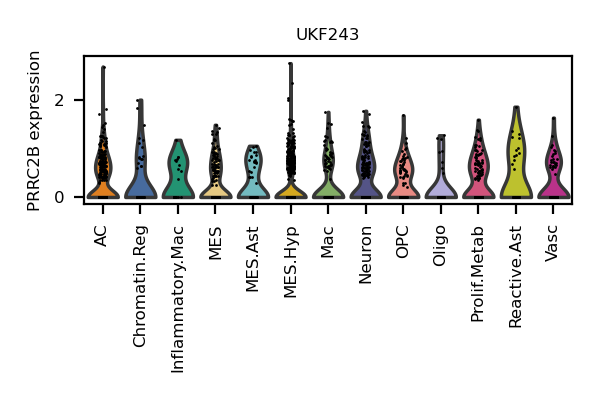 UKF243
PRRC2B expression
2
0
AC
Chromatin.Reg
Inflammatory.Mac
MES
MES.Ast
MES.Hyp
Mac
Neuron
OPC
Oligo
Prolif.Metab
Reactive.Ast
Vasc